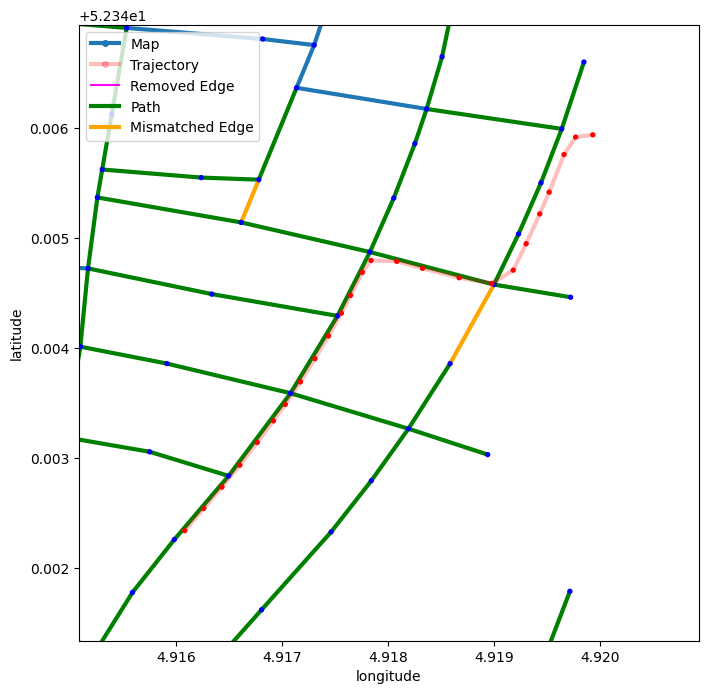 +5.234e1
Map
Trajectory
Removed Edge
Path
Mismatched Edge
0.006
0.005
0.004
0.003
0.002
latitude
4.916 4.917 4.918 4.919 4.920
longitude